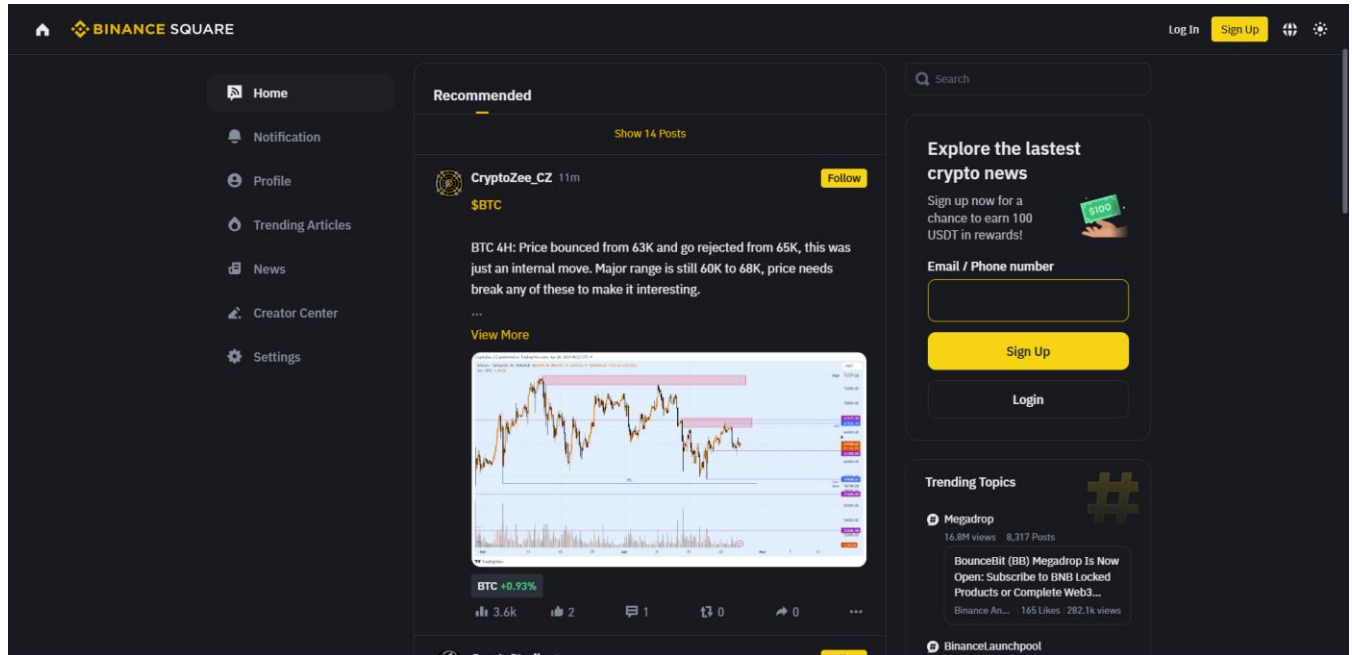 BINANCE SQUARE
Log In
Sign Up
Home
Notification
Profile
Trending Articles
News
Creator Center
Settings
Recommended
Show 14 Posts
CryptoZee_CZ 11m
Follow
$BTC
BTC 4H: Price bounced from 63K and go rejected from 65K, this was
just an internal move. Major range is still 60K to 68K, price needs
break any of these to make it interesting.
...
View More
TradingView
BTC +0.93%
3.6k
2
1
0
0
Search
Explore the lastest
crypto news
Sign up now for a
chance to earn 100
USDT in rewards!
$100
Email / Phone number
Sign Up
Login
Trending Topics
Megadrop
16.8M views 8,317 Posts
BounceBit (BB) Megadrop Is Now
Open: Subscribe to BNB Locked
Products or Complete Web3...
Binance An... 165 Likes 282.1k views
BinanceLaunchpool